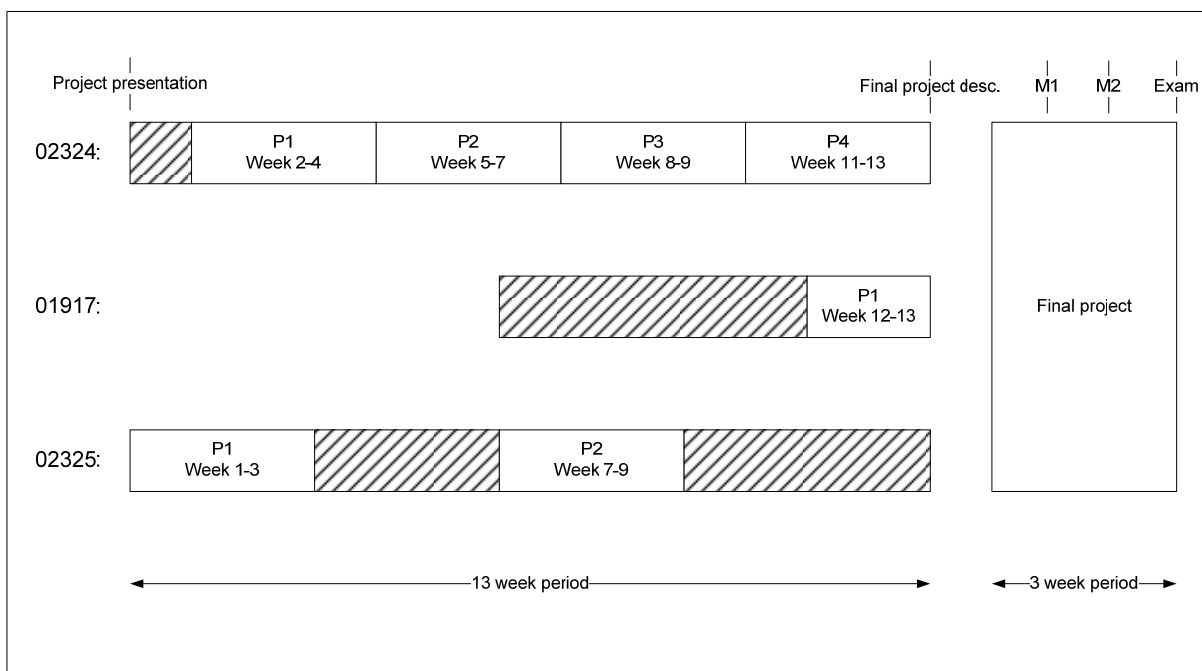 Project presentation
Final project desc.
M1
M2
Exam
02324:
P1
Week 2-4
P2
Week 5-7
P3
Week 8-9
P4
Week 11-13
01917:
P1
Week 12-13
Final project
02325:
P1
Week 1-3
P2
Week 7-9
13 week period
3 week period